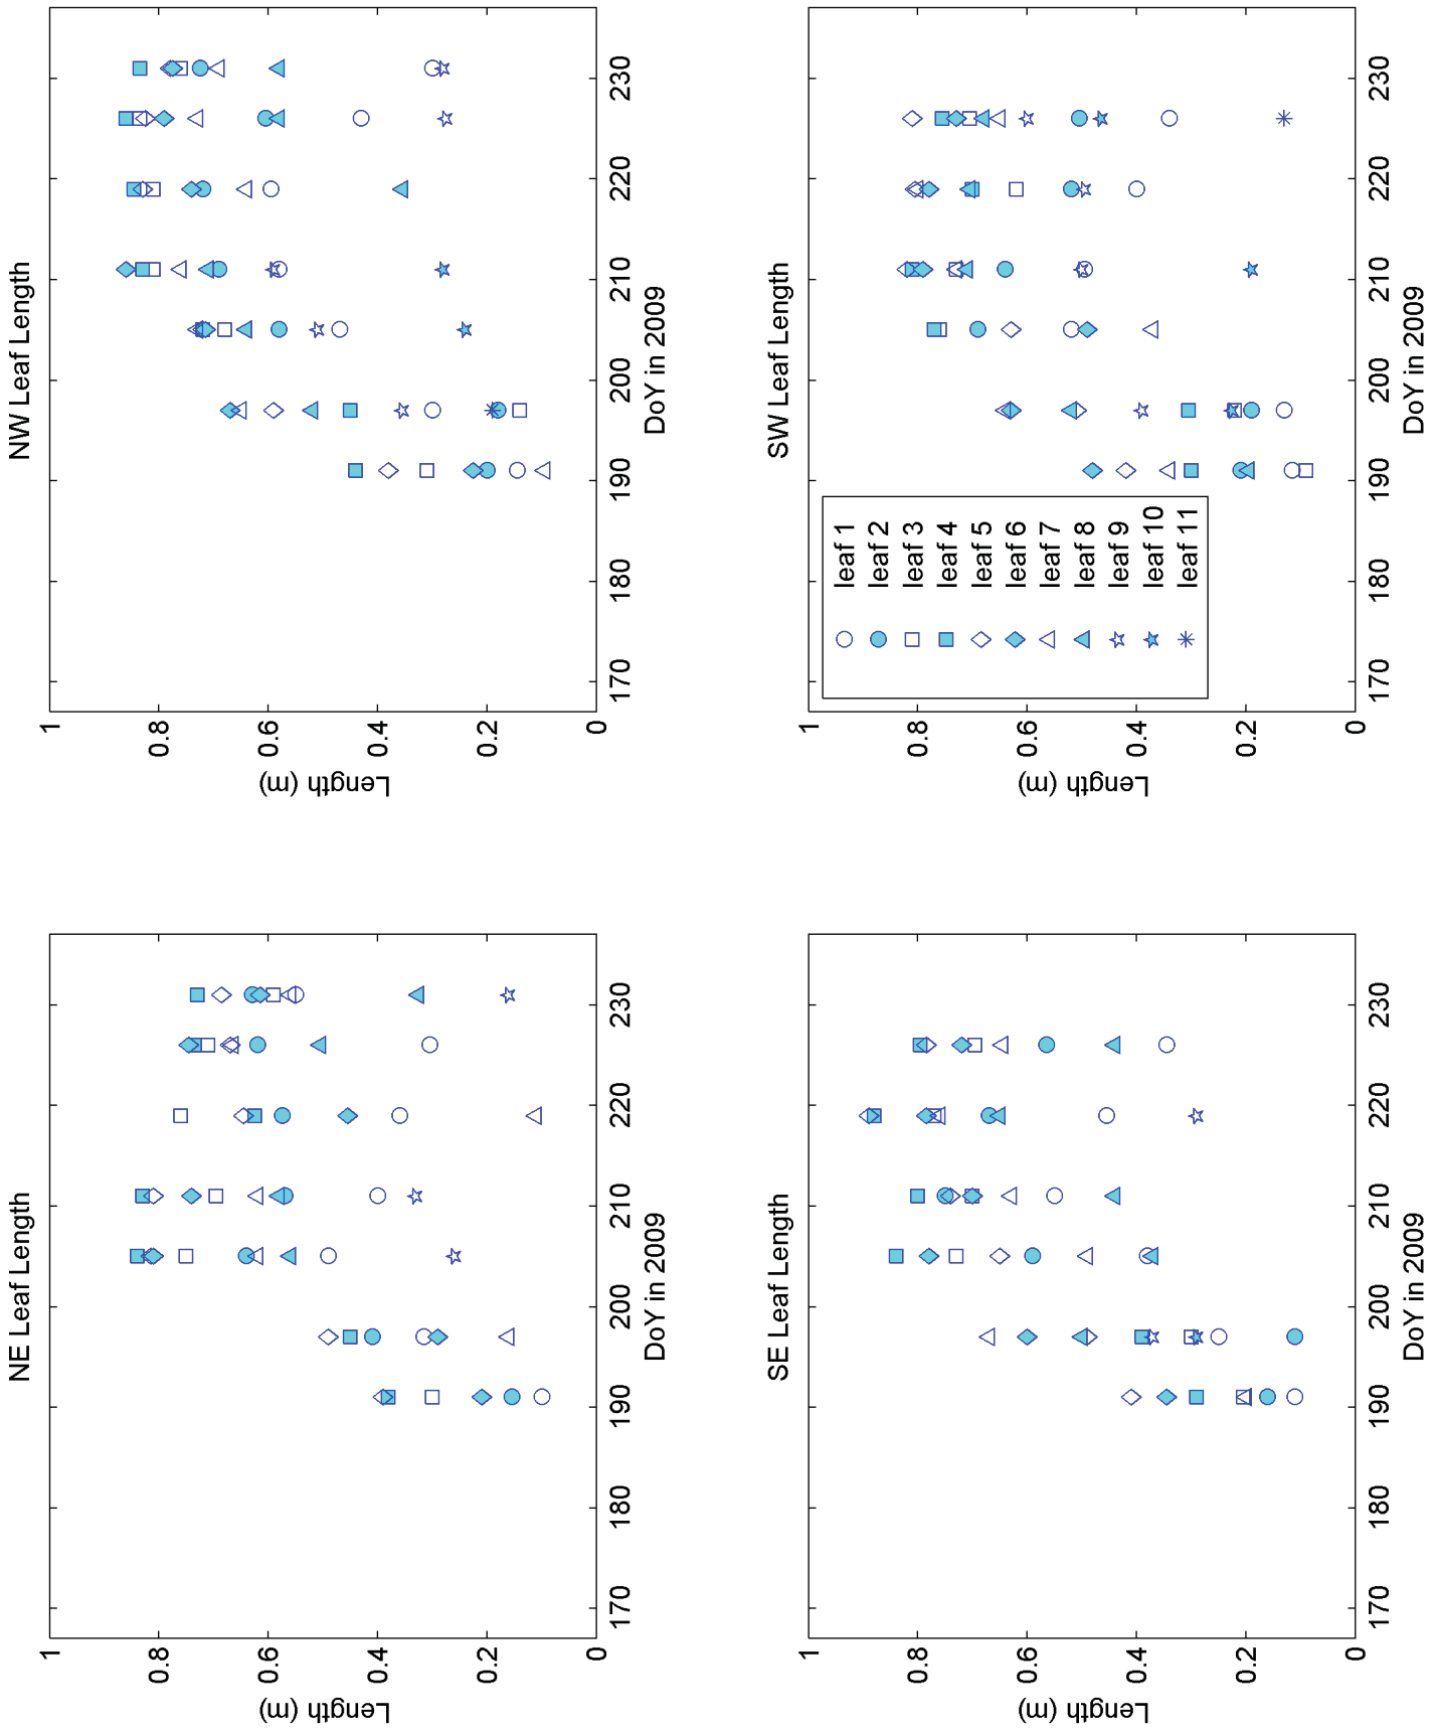 NE Leaf Length
1
0.8
0.6
0.4
0.2
0
Length (m)
170
180
190
200
210
220
230
DoY in 2009
NW Leaf Length
1
0.8
0.6
0.4
0.2
0
Length (m)
170
180
190
200
210
220
230
DoY in 2009
SE Leaf Length
1
0.8
0.6
0.4
0.2
0
Length (m)
170
180
190
200
210
220
230
DoY in 2009
SW Leaf Length
1
0.8
0.6
0.4
0.2
0
Length (m)
leaf 1
leaf 2
leaf 3
leaf 4
leaf 5
leaf 6
leaf 7
leaf 8
leaf 9
leaf 10
leaf 11
170
180
190
200
210
220
230
DoY in 2009